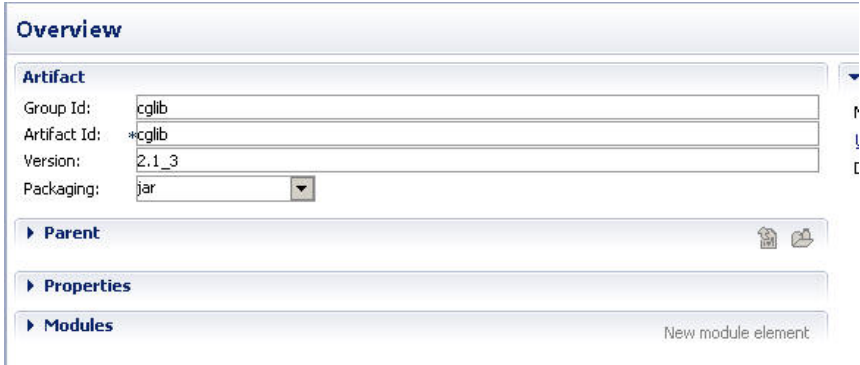 Overview
Artifact
Group Id: cglib
Artifact Id: *cglib
Version: 2.1_3
Packaging: jar
Parent
Properties
Modules
New module element